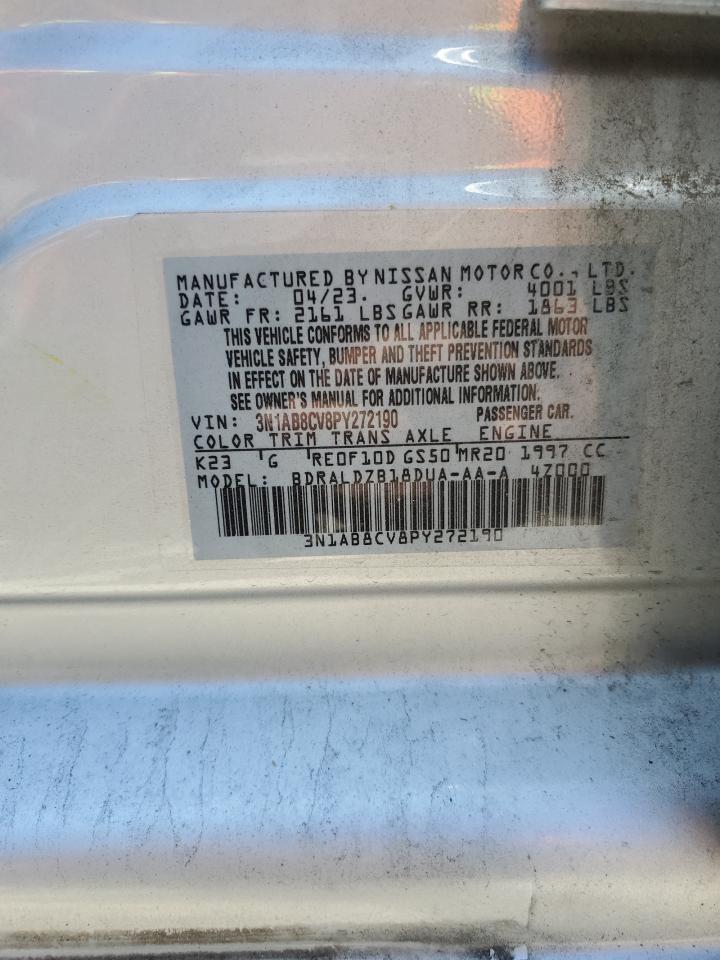 MANUFACTURED BY NISSAN MOTOR CO., LTD.
DATE: 04/23. GVWR: 4001 LBS
GAWR FR: 2161 LBS GAWR RR: 1863 LBS
THIS VEHICLE CONFORMS TO ALL APPLICABLE FEDERAL MOTOR
VEHICLE SAFETY, BUMPER AND THEFT PREVENTION STANDARDS
IN EFFECT ON THE DATE OF MANUFACTURE SHOWN ABOVE.
SEE OWNER'S MANUAL FOR ADDITIONAL INFORMATION.
VIN: 3N1AB8CV8PY272190 PASSENGER CAR.
COLOR TRIM TRANS AXLE ENGINE
K23 G RE0F10D GS50 MR20 1997 CC
MODEL: BDRALDZB18DUA-AA-A 4Z000
3N1AB8CV8PY272190